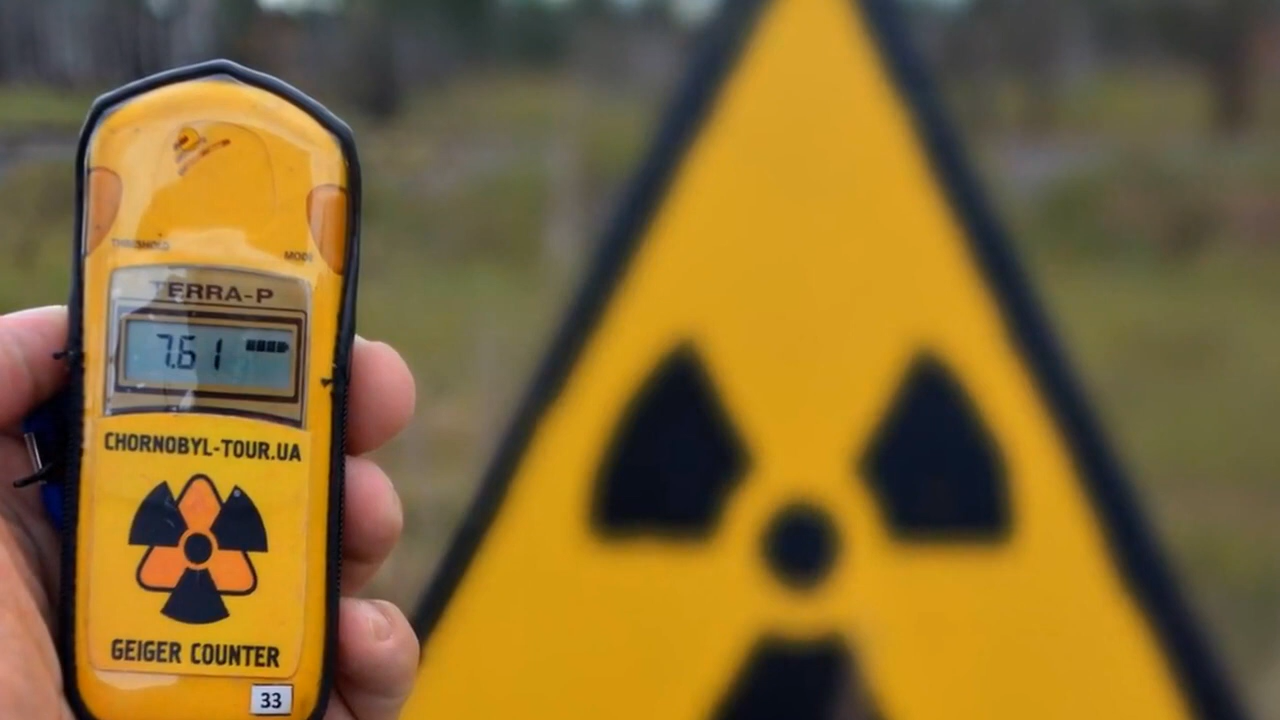 THRESHOLD
MODE
TERRA-P
7.61
CHORNOBYL-TOUR.UA
GEIGER COUNTER
33